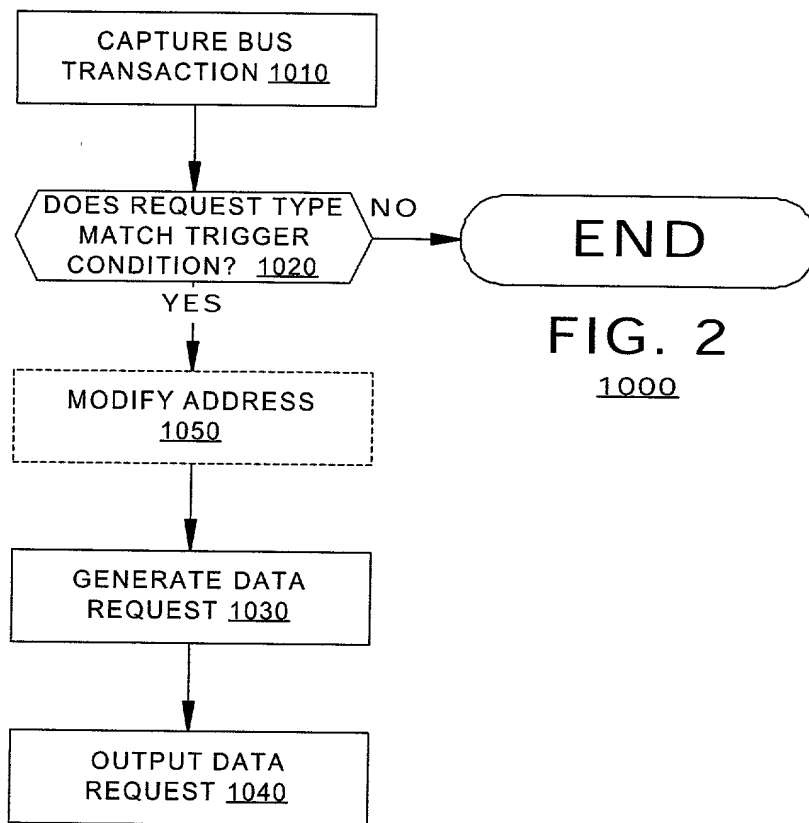 CAPTURE BUS
TRANSACTION 1010
DOES REQUEST TYPE
MATCH TRIGGER
CONDITION? 1020
NO
END
YES
FIG. 2
1000
MODIFY ADDRESS
1050
GENERATE DATA
REQUEST 1030
OUTPUT DATA
REQUEST 1040